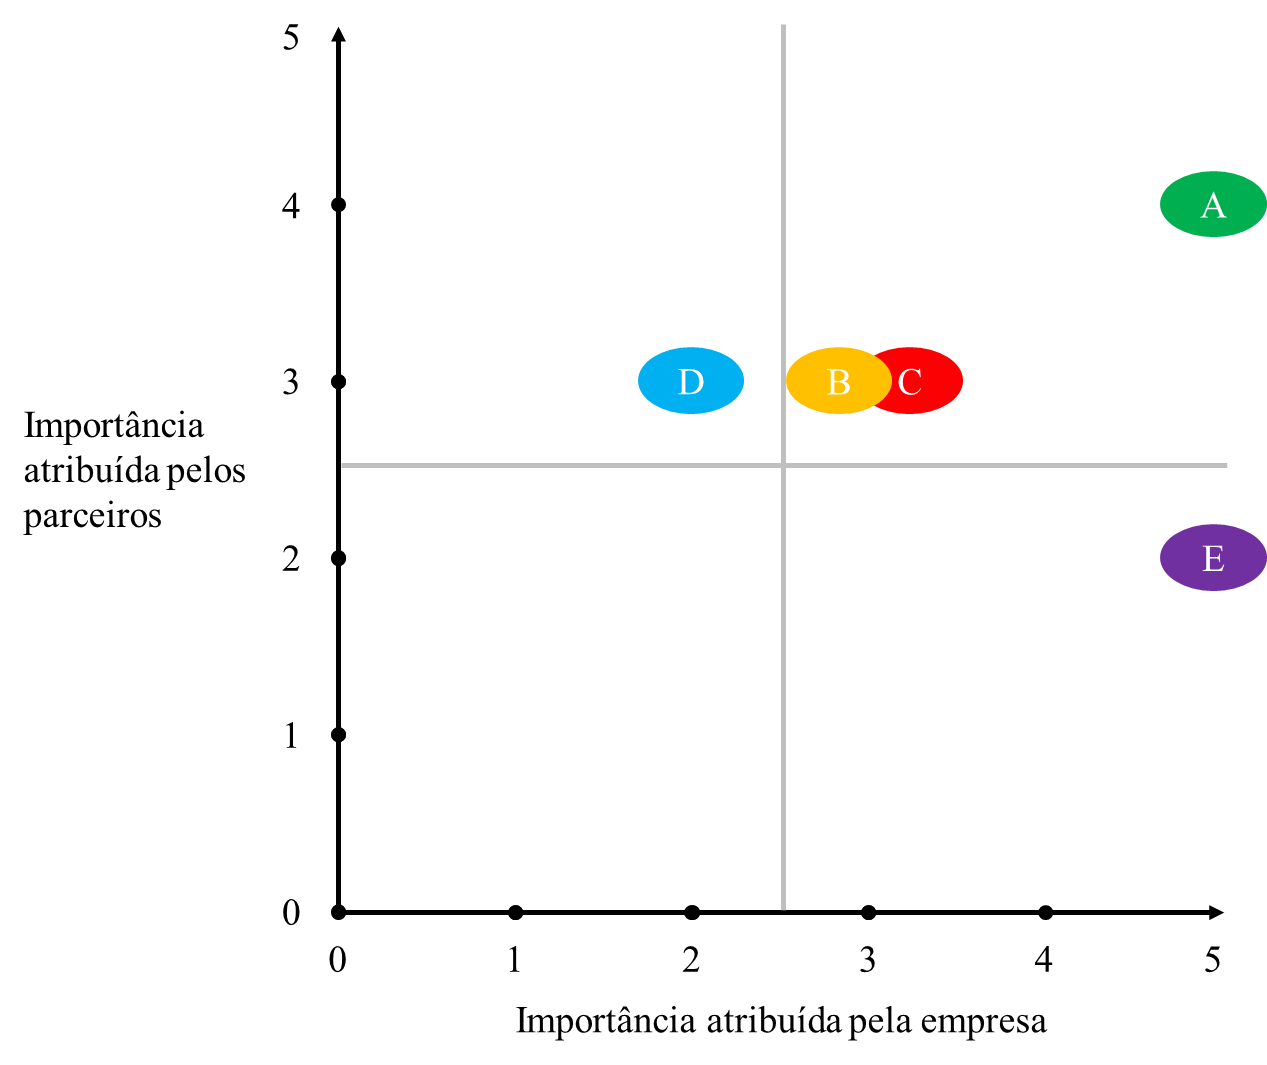 5
4
A
3
D
B
C
Importância
atribuída pelos
parceiros
2
E
1
0
0
1
2
3
4
5
Importância atribuída pela empresa